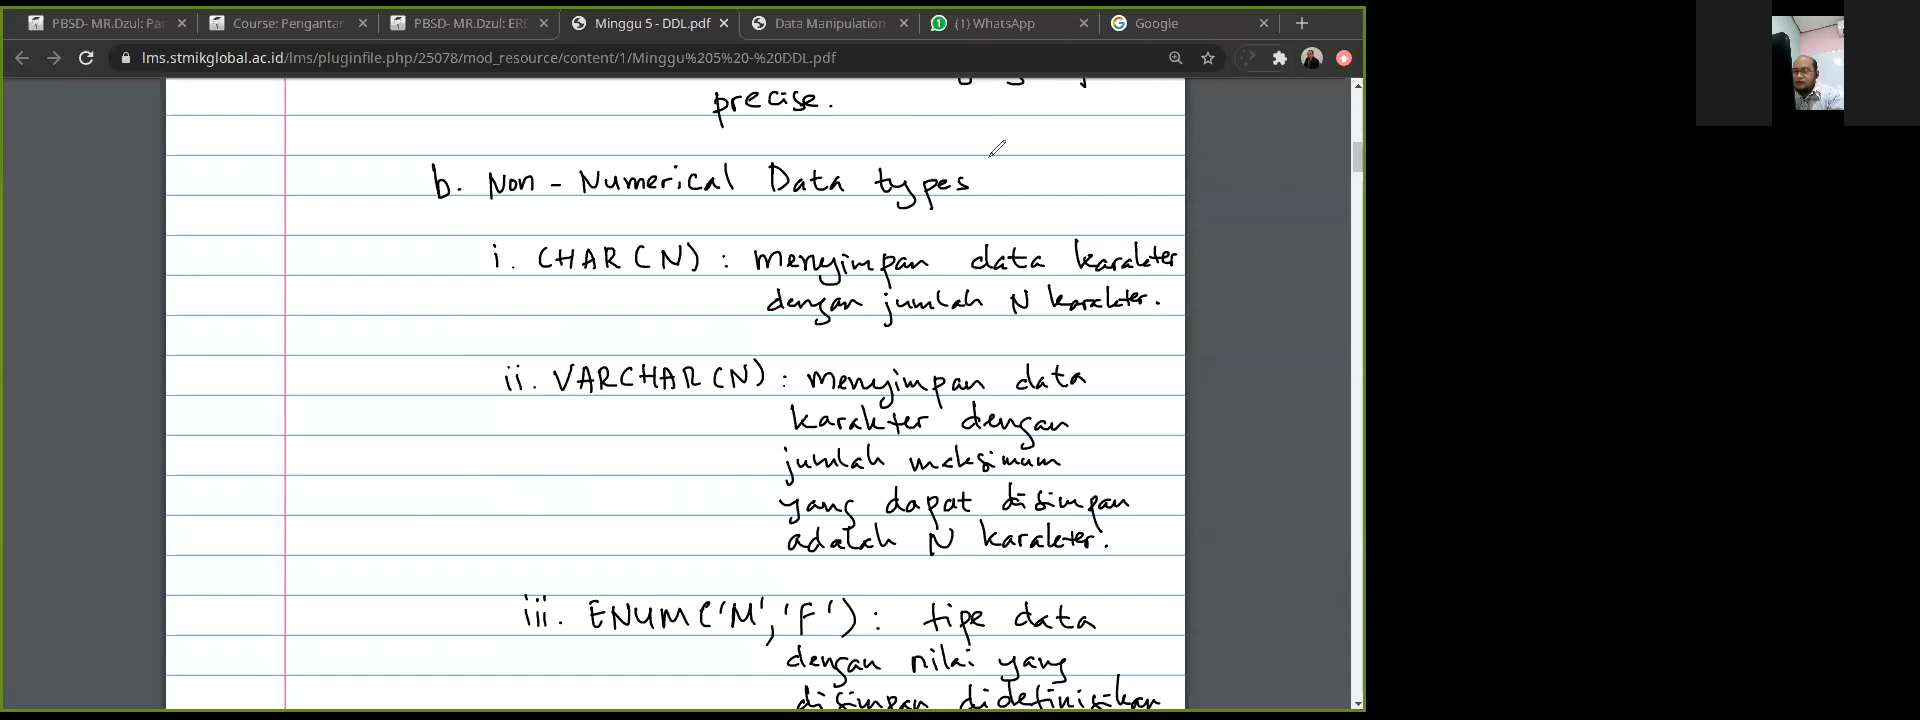 PBSD- MR.Dzul: Par
Course: Pengantar
PBSD- MR.Dzul: ERD
Minggu 5 - DDL.pdf
Data Manipulation
(1) WhatsApp
Google
lms.stmikglobal.ac.id/lms/pluginfile.php/25078/mod_resource/content/1/Minggu%205%20-%20DDL.pdf
precise.
b. Non - Numerical Data types
i. CHAR(N) : menyimpan data karakter
dengan jumlah N karakter.
ii. VARCHAR(N) : menyimpan data
karakter dengan
jumlah maksimum
yang dapat disimpan
adalah N karakter.
iii. ENUM('M','F') : tipe data
dengan nilai yang
disimpan didefinisikan